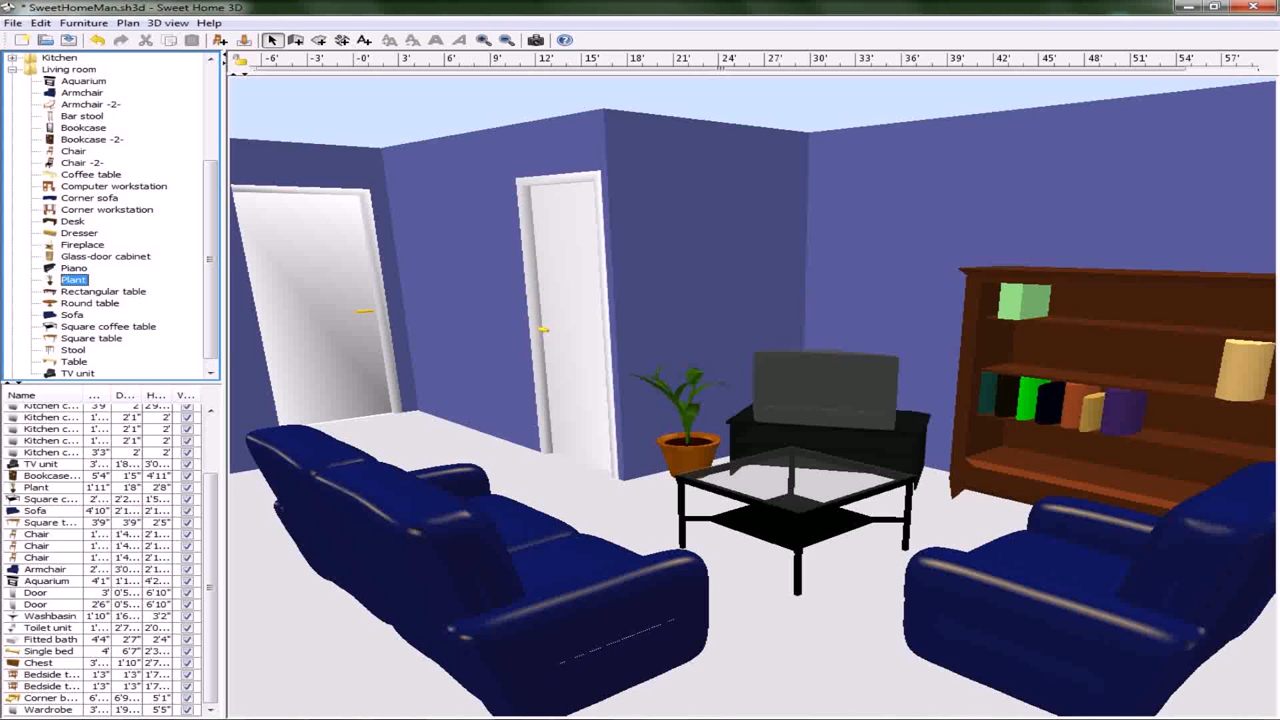 * SweetHomeMan.sh3d - Sweet Home 3D
File Edit Furniture Plan 3D view Help
-6' -3' -0' 3' 6' 9' 12' 15' 18' 21' 24' 27' 30' 33' 36' 39' 42' 45' 48' 51' 54' 57'
Kitchen
Living room
Aquarium
Armchair
Armchair -2-
Bar stool
Bookcase
Bookcase -2-
Chair
Chair -2-
Coffee table
Computer workstation
Corner sofa
Corner workstation
Desk
Dresser
Fireplace
Glass-door cabinet
Piano
Plant
Rectangular table
Round table
Sofa
Square coffee table
Square table
Stool
Table
TV unit
Name ... D... H... V...
Kitchen c... 3'9 2 2'9...
Kitchen c... 1'... 2'1" 2'
Kitchen c... 1'... 2'1" 2'
Kitchen c... 1'... 2'1" 2'
Kitchen c... 3'3" 2' 2'
TV unit 3'... 1'8... 3'0...
Bookcase... 5'4" 1'5" 4'11"
Plant 1'11" 1'8" 2'8"
Square c... 2'... 2'2... 1'5...
Sofa 4'10" 2'1... 2'1...
Square t... 3'9" 3'9" 2'5"
Chair 1'... 1'4... 2'1...
Chair 1'... 1'4... 2'1...
Chair 1'... 1'4... 2'1...
Armchair 2'... 3'0... 2'1...
Aquarium 4'1" 1'1... 4'2...
Door 3' 0'5... 6'10"
Door 2'6" 0'5... 6'10"
Washbasin 1'10" 1'6... 3'2"
Toilet unit 1'... 2'7... 2'0...
Fitted bath 4'4" 2'7" 2'4"
Single bed 4' 6'7" 2'3...
Chest 3'... 1'10" 2'7...
Bedside t... 1'3" 1'3" 1'7...
Bedside t... 1'3" 1'3" 1'7...
Corner b... 6'... 6'9... 5'1"
Wardrobe 3'... 1'9... 5'5"